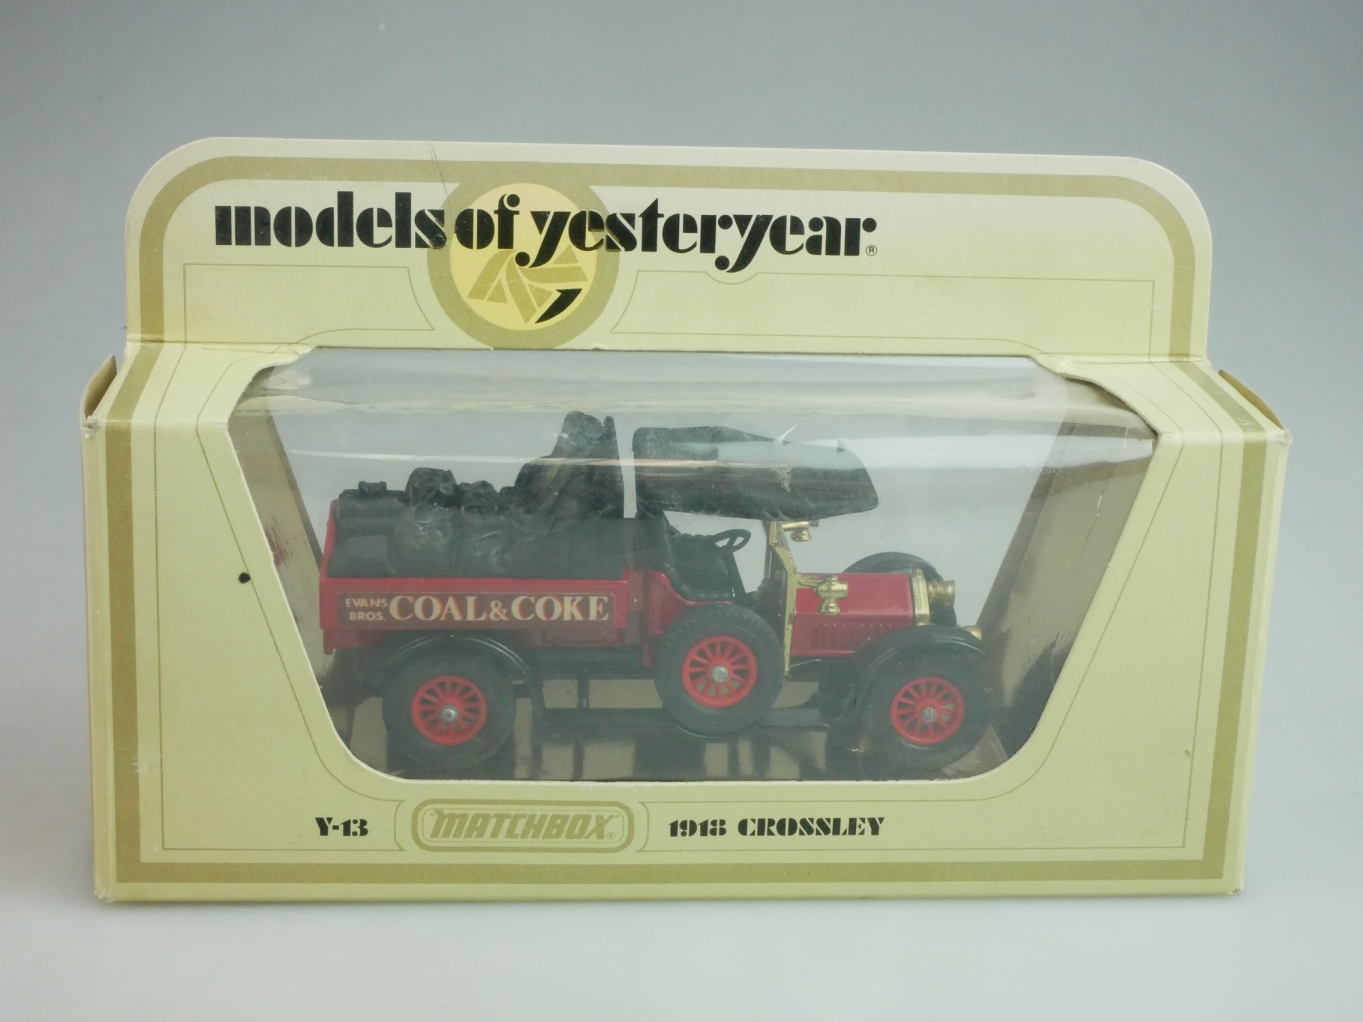 models of yesteryear®
EVANS BROS. COAL & COKE
Y-13 MATCHBOX® 1918 CROSSLEY